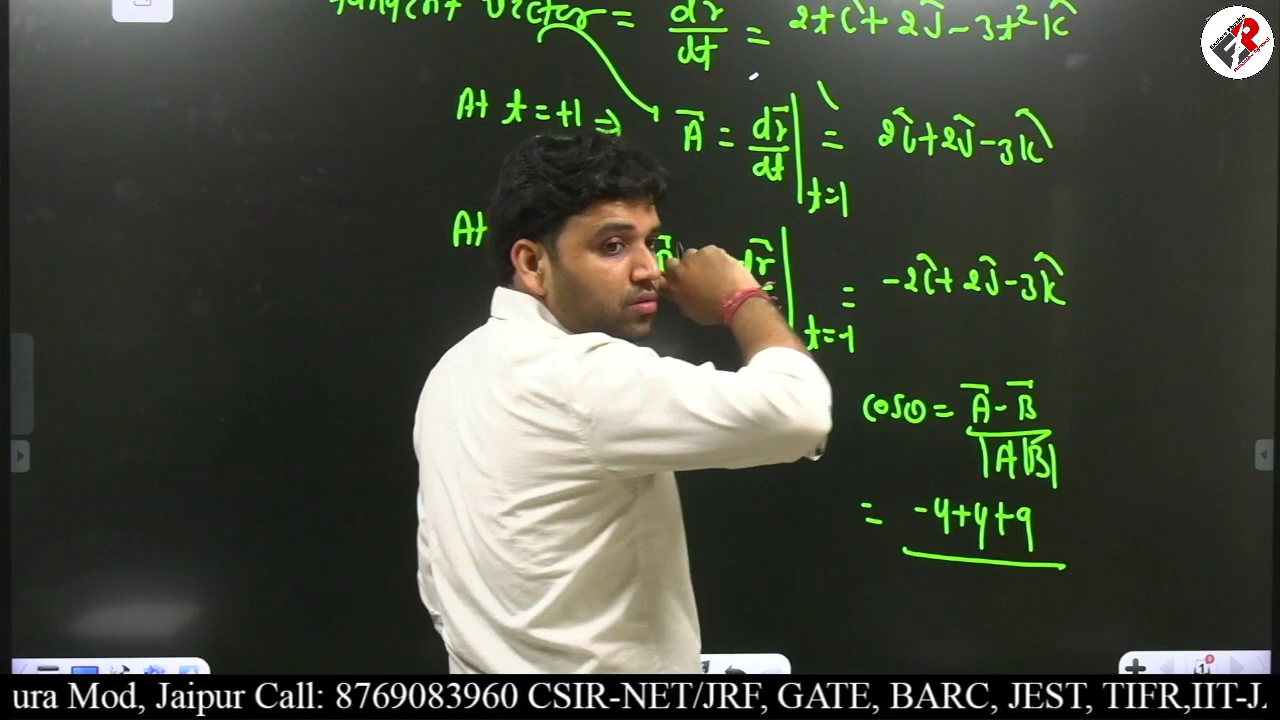 Tangent Vector = dr/dt = 2t î + 2ĵ - 3t² k̂
At t = +1 ⇒ A⃗ = dr⃗/dt |t=1 = 2î + 2ĵ - 3k̂
At dr⃗ |t=-1 = -2î + 2ĵ - 3k̂
cosθ = A⃗ - B⃗ / |A||B|
= -4+4+9
ura Mod, Jaipur Call: 8769083960 CSIR-NET/JRF, GATE, BARC, JEST, TIFR,IIT-J